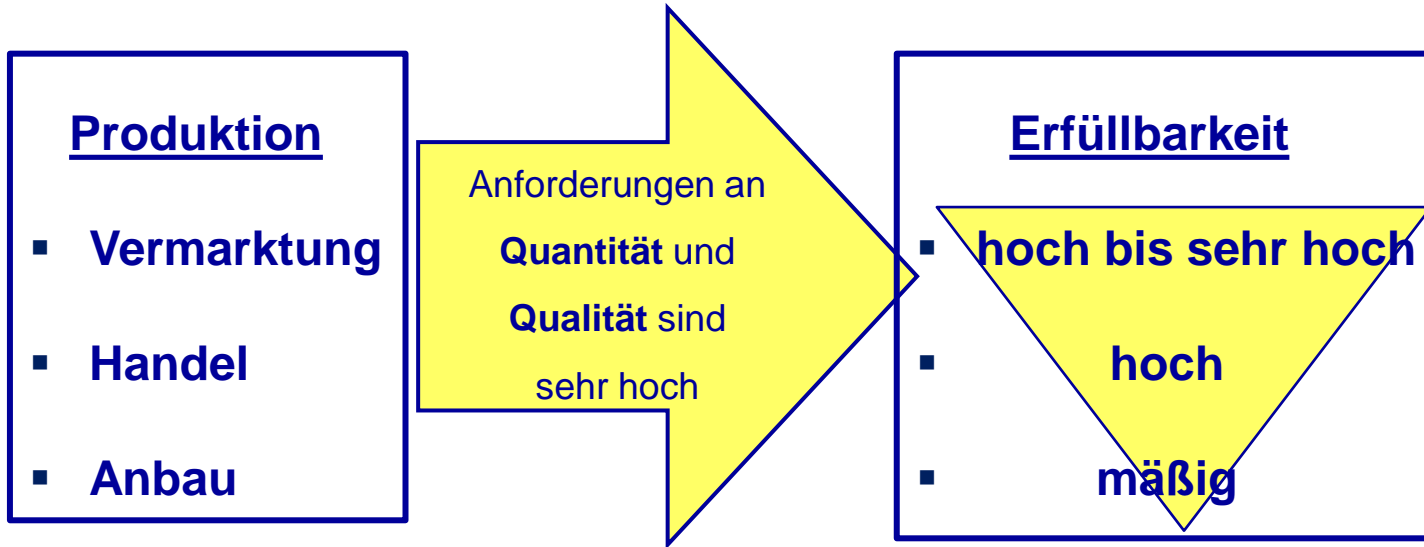 Produktion
▪ Vermarktung
▪ Handel
▪ Anbau
Anforderungen an
Quantität und
Qualität sind
sehr hoch
Erfüllbarkeit
▪ hoch bis sehr hoch
▪ hoch
▪ mäßig